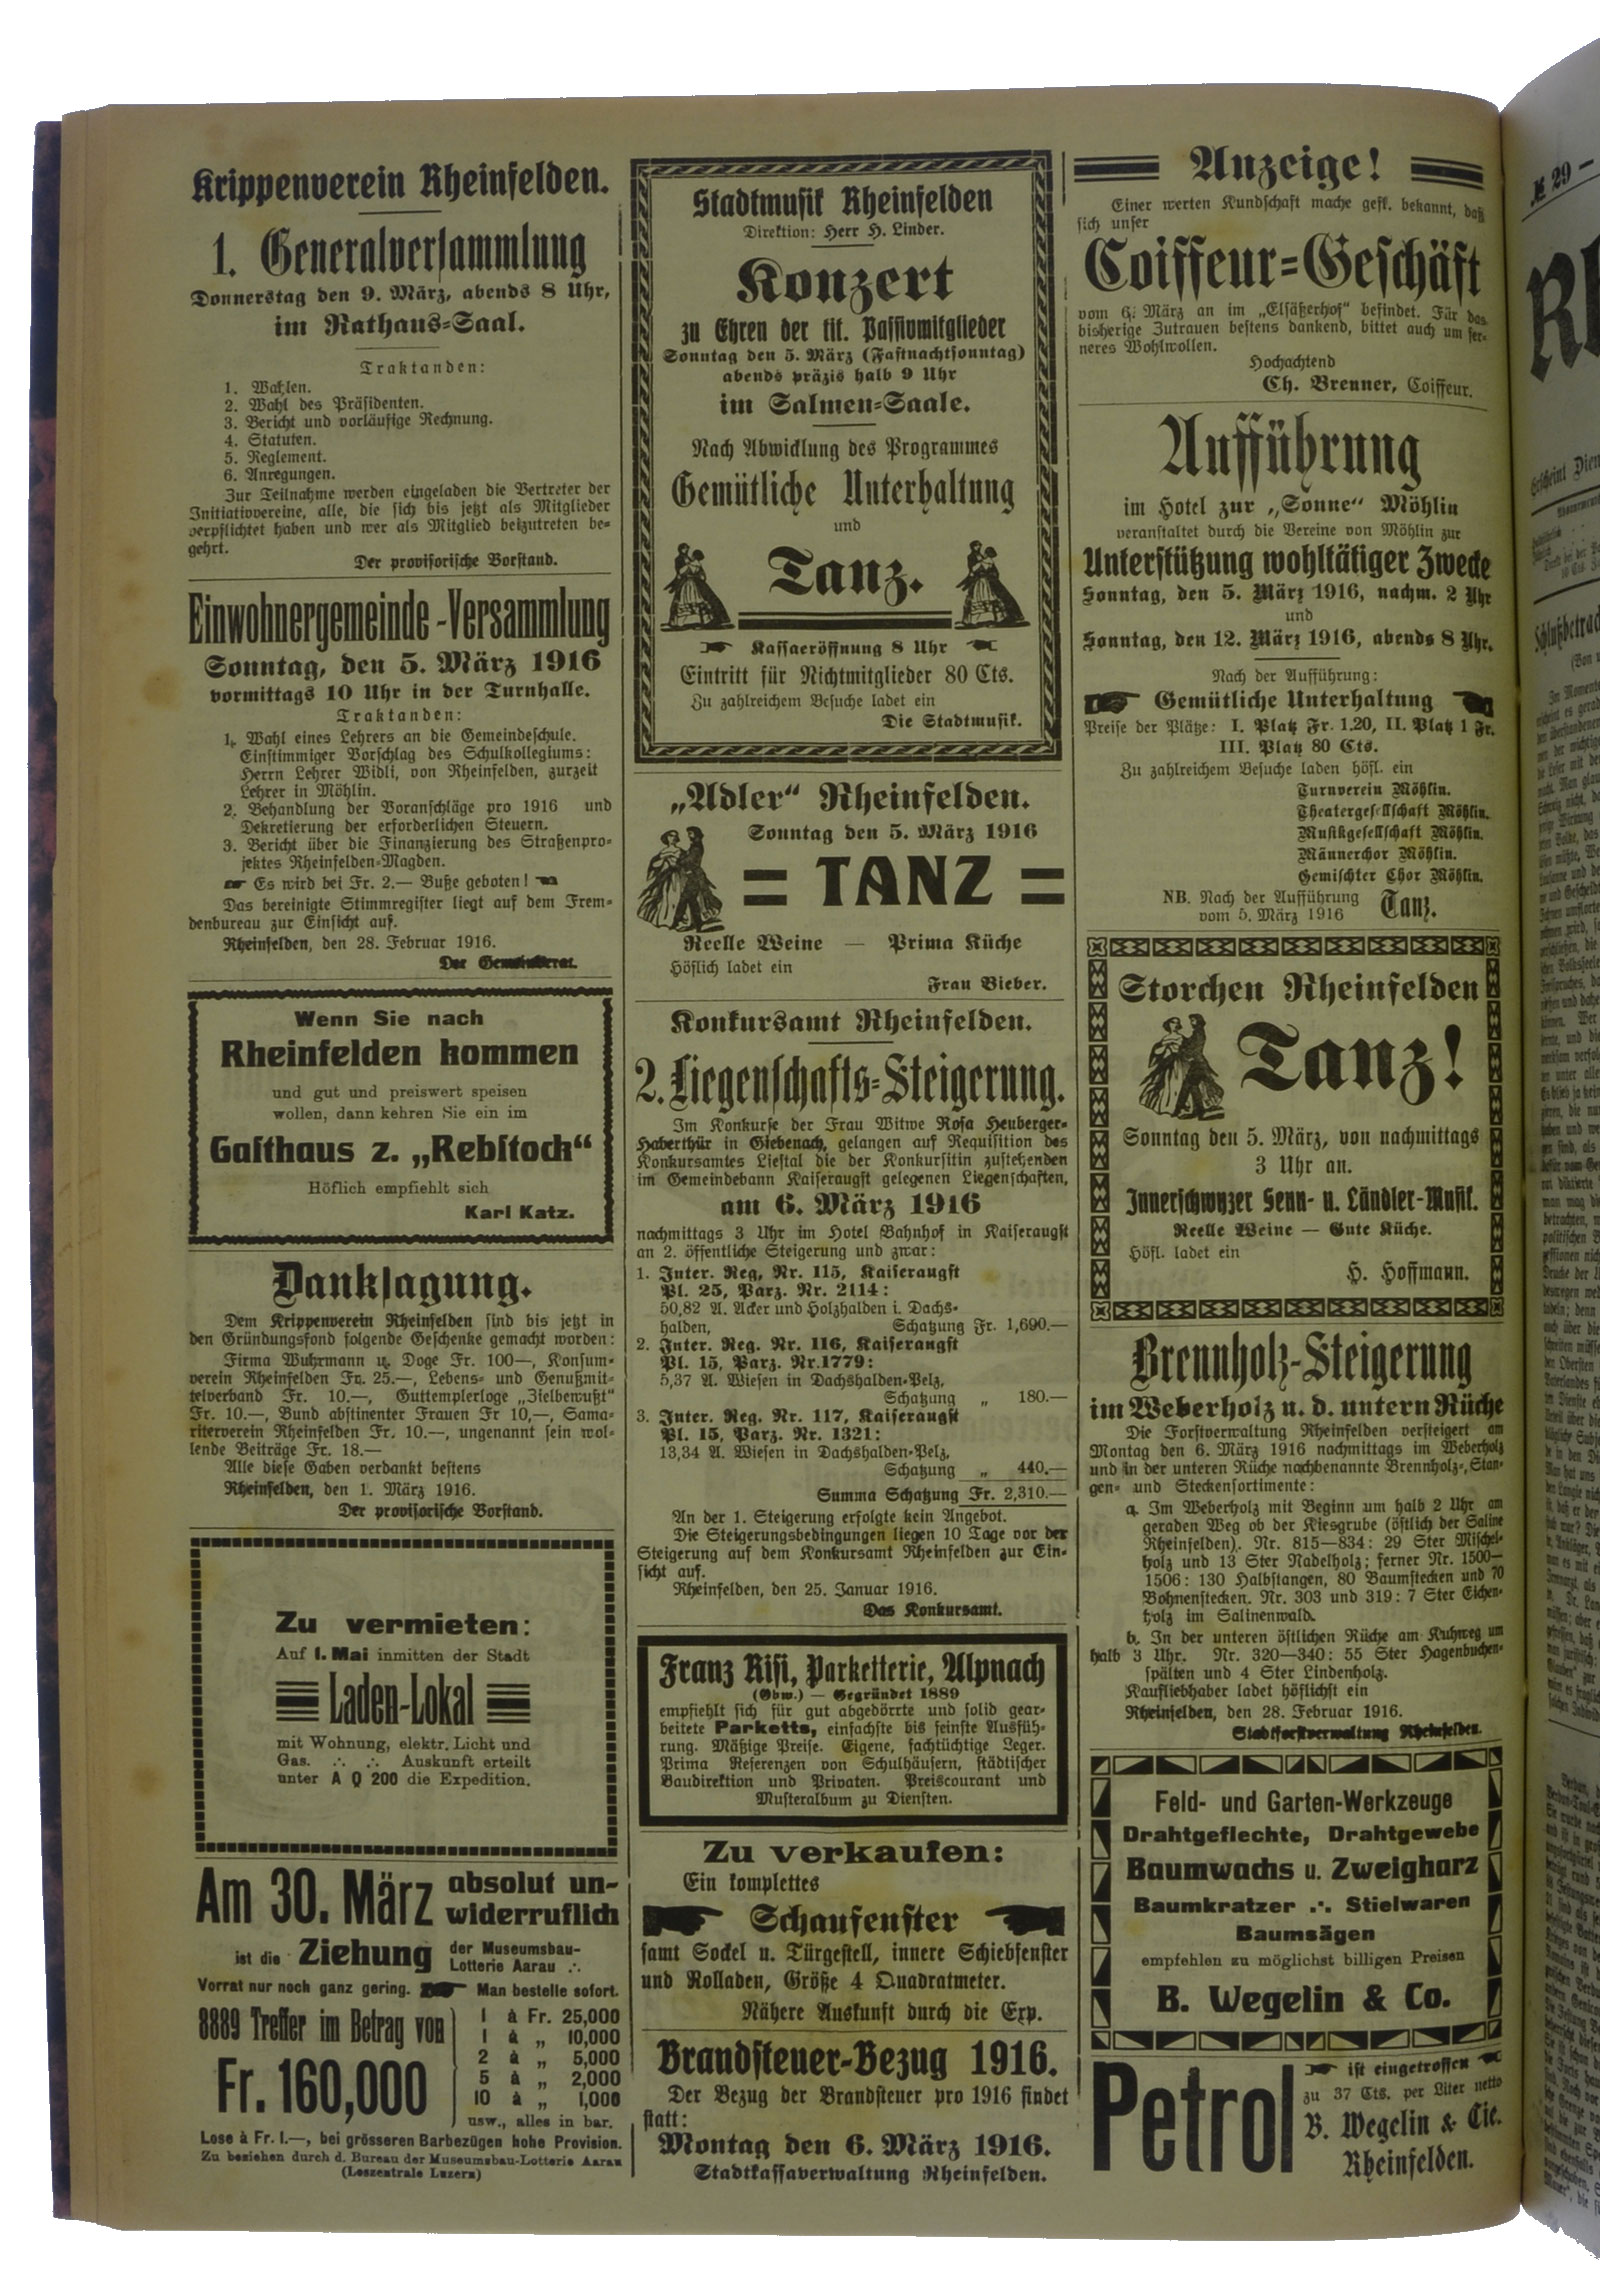 Krippenverein Rheinfelden.
1. Generalversammlung
Donnerstag den 9. März, abends 8 Uhr,
im Rathaus=Saal.
Traktanden:
1. Wahlen.
2. Wahl des Präsidenten.
3. Bericht und vorläufige Rechnung.
4. Statuten.
5. Reglement.
6. Anregungen.
Zur Teilnahme werden eingeladen die Vertreter der
Initiativvereine, alle, die sich bis jetzt als Mitglieder
verpflichtet haben und wer als Mitglied beizutreten be-
gehrt.
Der provisorische Vorstand.
Einwohnergemeinde-Versammlung
Sonntag, den 5. März 1916
vormittags 10 Uhr in der Turnhalle.
Traktanden:
1. Wahl eines Lehrers an die Gemeindeschule.
Einstimmiger Vorschlag des Schulkollegiums:
Herrn Lehrer Widli, von Rheinfelden, zurzeit
Lehrer in Möhlin.
2. Behandlung der Voranschläge pro 1916 und
Dekretierung der erforderlichen Steuern.
3. Bericht über die Finanzierung des Straßenpro-
jektes Rheinfelden-Magden.
Es wird bei Fr. 2.— Buße geboten!
Das bereinigte Stimmregister liegt auf dem Frem-
denbureau zur Einsicht auf.
Rheinfelden, den 28. Februar 1916.
Der Gemeinderat.
Wenn Sie nach
Rheinfelden kommen
und gut und preiswert speisen
wollen, dann kehren Sie ein im
Gasthaus z. „Rebstock“
Höflich empfiehlt sich
Karl Katz.
Danksagung.
Dem Krippenverein Rheinfelden sind bis jetzt in
den Gründungsfond folgende Geschenke gemacht worden:
Firma Wuhrmann u. Doge Fr. 100—, Konsum-
verein Rheinfelden Fr. 25.—, Lebens- und Genußmit-
telverband Fr. 10.—, Guttemplerloge „Zielbewußt“
Fr. 10.—, Bund abstinenter Frauen Fr 10,—, Sama-
riterverein Rheinfelden Fr. 10.—, ungenannt sein wol-
lende Beiträge Fr. 18.—
Alle diese Gaben verdankt bestens
Rheinfelden, den 1. März 1916.
Der provisorische Vorstand.
Zu vermieten:
Auf 1. Mai inmitten der Stadt
Laden-Lokal
mit Wohnung, elektr. Licht und
Gas. ∴ ∴ Auskunft erteilt
unter A Q 200 die Expedition.
Am 30. März absolut un-
widerruflich
ist die Ziehung der Museumsbau-
Lotterie Aarau ∴
Vorrat nur noch ganz gering. Man bestelle sofort.
8889 Treffer im Betrag von
Fr. 160,000
1 à Fr. 25,000
1 à „ 10,000
2 à „ 5,000
5 à „ 2,000
10 à „ 1,000
usw., alles in bar.
Lose à Fr. 1.—, bei grösseren Barbezügen hohe Provision.
Zu beziehen durch d. Bureau der Museumsbau-Lotterie Aarau
(Loszentrale Luzern)
Stadtmusik Rheinfelden
Direktion: Herr H. Linder.
Konzert
zu Ehren der tit. Passivmitglieder
Sonntag den 5. März (Fastnachtsonntag)
abends präzis halb 9 Uhr
im Salmen=Saale.
Nach Abwicklung des Programmes
Gemütliche Unterhaltung
und
Tanz.
Kassaeröffnung 8 Uhr
Eintritt für Nichtmitglieder 80 Cts.
Zu zahlreichem Besuche ladet ein
Die Stadtmusik.
„Adler“ Rheinfelden.
Sonntag den 5. März 1916
= TANZ =
Reelle Weine — Prima Küche
Höflich ladet ein
Frau Bieber.
Konkursamt Rheinfelden.
2. Liegenschafts=Steigerung.
Im Konkurse der Frau Witwe Rosa Heuberger-
Haberthür in Giebenach, gelangen auf Requisition des
Konkursamtes Liestal die der Konkursitin zustehenden
im Gemeindebann Kaiseraugst gelegenen Liegenschaften,
am 6. März 1916
nachmittags 3 Uhr im Hotel Bahnhof in Kaiseraugst
an 2. öffentliche Steigerung und zwar:
1. Inter. Reg, Nr. 115, Kaiseraugst
Pl. 25, Parz. Nr. 2114:
50,82 A. Acker und Holzhalden i. Dachs-
halden, Schatzung Fr. 1,690.—
2. Inter. Reg. Nr. 116, Kaiseraugst
Pl. 15, Parz. Nr.1779:
5,37 A. Wiesen in Dachshalden-Pelz,
Schatzung „ 180.—
3. Inter. Reg. Nr. 117, Kaiseraugst
Pl. 15, Parz. Nr. 1321:
13,34 A. Wiesen in Dachshalden-Pelz,
Schatzung „ 440.—
Summa Schatzung Fr. 2,310.—
An der 1. Steigerung erfolgte kein Angebot.
Die Steigerungsbedingungen liegen 10 Tage vor der
Steigerung auf dem Konkursamt Rheinfelden zur Ein-
sicht auf.
Rheinfelden, den 25. Januar 1916.
Das Konkursamt.
Franz Risi, Parketterie, Alpnach
(Obw.) — Gegründet 1889
empfiehlt sich für gut abgedörrte und solid gear-
beitete Parketts, einfachste bis feinste Ausfüh-
rung. Mäßige Preise. Eigene, fachtüchtige Leger.
Prima Referenzen von Schulhäusern, städtischer
Baudirektion und Privaten. Preiscourant und
Musteralbum zu Diensten.
Zu verkaufen:
Ein komplettes
Schaufenster
samt Sockel u. Türgestell, innere Schiebfenster
und Rolladen, Größe 4 Quadratmeter.
Nähere Auskunft durch die Exp.
Brandsteuer-Bezug 1916.
Der Bezug der Brandsteuer pro 1916 findet
statt:
Montag den 6. März 1916.
Stadtkassaverwaltung Rheinfelden.
Anzeige!
Einer werten Kundschaft mache gefl. bekannt, daß
sich unser
Coiffeur=Geschäft
vom 6. März an im „Elsäßerhof“ befindet. Für das
bisherige Zutrauen bestens dankend, bittet auch um fer-
neres Wohlwollen.
Hochachtend
Ch. Brenner, Coiffeur.
Aufführung
im Hotel zur „Sonne“ Möhlin
veranstaltet durch die Vereine von Möhlin zur
Unterstützung wohltätiger Zwecke
Sonntag, den 5. März 1916, nachm. 2 Uhr
und
Sonntag, den 12. März 1916, abends 8 Uhr.
Nach der Aufführung:
Gemütliche Unterhaltung
Preise der Plätze: I. Platz Fr. 1.20, II. Platz 1 Fr.
III. Platz 80 Cts.
Zu zahlreichem Besuche laden höfl. ein
Turnverein Möhlin.
Theatergesellschaft Möhlin.
Musikgesellschaft Möhlin.
Männerchor Möhlin.
Gemischter Chor Möhlin.
NB. Nach der Aufführung
vom 5. März 1916 Tanz.
Storchen Rheinfelden
Tanz!
Sonntag den 5. März, von nachmittags
3 Uhr an.
Innerschwyzer Senn- u. Ländler-Musik.
Reelle Weine — Gute Küche.
Höfl. ladet ein
H. Hoffmann.
Brennholz-Steigerung
im Weberholz u. d. untern Rüche
Die Forstverwaltung Rheinfelden versteigert am
Montag den 6. März 1916 nachmittags im Weberholz
und in der unteren Rüche nachbenannte Brennholz-, Stan-
gen- und Steckensortimente:
a. Im Weberholz mit Beginn um halb 2 Uhr am
geraden Weg ob der Kiesgrube (östlich der Saline
Rheinfelden). Nr. 815—834: 29 Ster Mischel-
holz und 13 Ster Nadelholz; ferner Nr. 1500—
1506: 130 Halbstangen, 80 Baumstecken und 70
Bohnenstecken. Nr. 303 und 319: 7 Ster Eichen-
holz im Salinenwald.
b. In der unteren östlichen Rüche am Kuhweg um
halb 3 Uhr. Nr. 320—340: 55 Ster Hagenbuchen-
spälten und 4 Ster Lindenholz.
Kaufliebhaber ladet höflichst ein
Rheinfelden, den 28. Februar 1916.
Stadtforstverwaltung Rheinfelden.
Feld- und Garten-Werkzeuge
Drahtgeflechte, Drahtgewebe
Baumwachs u. Zweigharz
Baumkratzer ∴ Stielwaren
Baumsägen
empfehlen zu möglichst billigen Preisen
B. Wegelin & Co.
Petrol
ist eingetroffen
zu 37 Cts. per Liter netto
B. Wegelin & Cie.
Rheinfelden.
№ 29 –